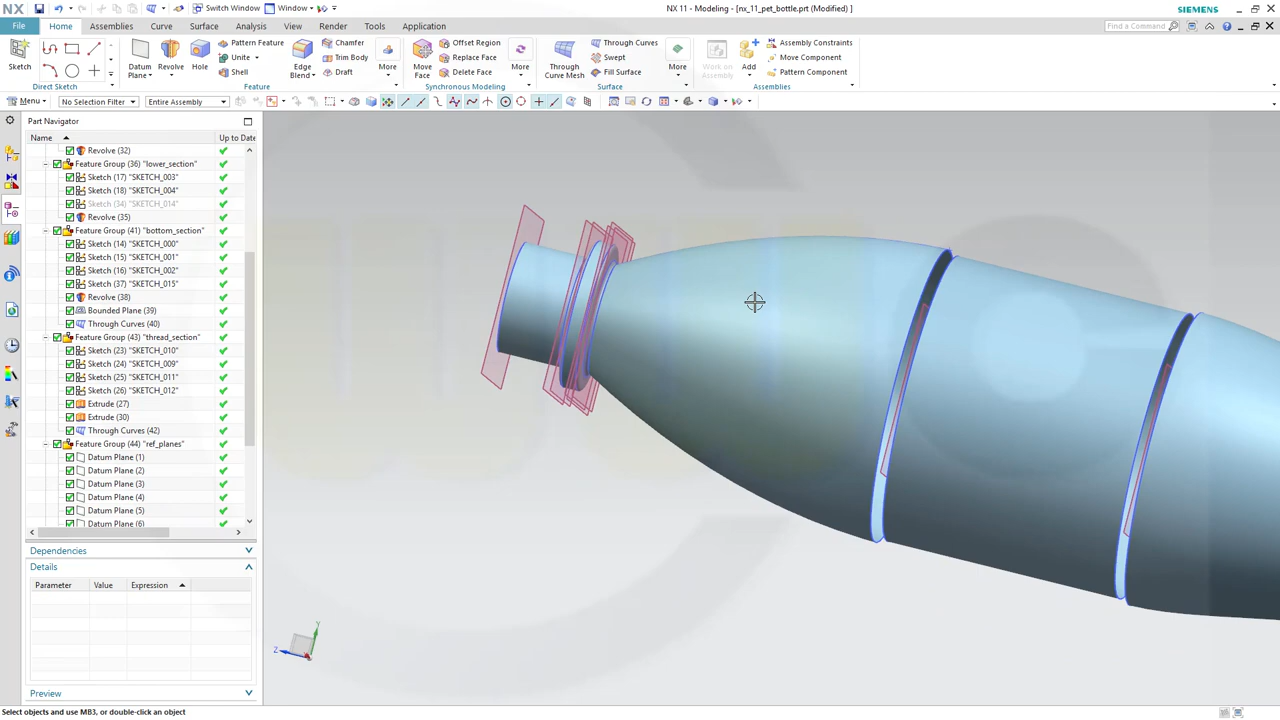 NX
Switch Window
Window
NX 11 - Modeling - [nx_11_pet_bottle.prt (Modified) ]
SIEMENS
File
Home
Assemblies
Curve
Surface
Analysis
View
Render
Tools
Application
Find a Command
Sketch
Direct Sketch
Datum Plane
Revolve
Hole
Pattern Feature
Unite
Shell
Edge Blend
Chamfer
Trim Body
Draft
More
Feature
Move Face
Offset Region
Replace Face
Delete Face
More
Synchronous Modeling
Through Curve Mesh
Through Curves
Swept
Fill Surface
More
Surface
Work on Assembly
Add
Assembly Constraints
Move Component
Pattern Component
Assemblies
Menu
No Selection Filter
Entire Assembly
Part Navigator
Name
Up to Date
Revolve (32)
Feature Group (36) "lower_section"
Sketch (17) "SKETCH_003"
Sketch (18) "SKETCH_004"
Sketch (34) "SKETCH_014"
Revolve (35)
Feature Group (41) "bottom_section"
Sketch (14) "SKETCH_000"
Sketch (15) "SKETCH_001"
Sketch (16) "SKETCH_002"
Sketch (37) "SKETCH_015"
Revolve (38)
Bounded Plane (39)
Through Curves (40)
Feature Group (43) "thread_section"
Sketch (23) "SKETCH_010"
Sketch (24) "SKETCH_009"
Sketch (25) "SKETCH_011"
Sketch (26) "SKETCH_012"
Extrude (27)
Extrude (30)
Through Curves (42)
Feature Group (44) "ref_planes"
Datum Plane (1)
Datum Plane (2)
Datum Plane (3)
Datum Plane (4)
Datum Plane (5)
Datum Plane (6)
Dependencies
Details
Parameter
Value
Expression
Preview
Y
Z
Select objects and use MB3, or double-click an object